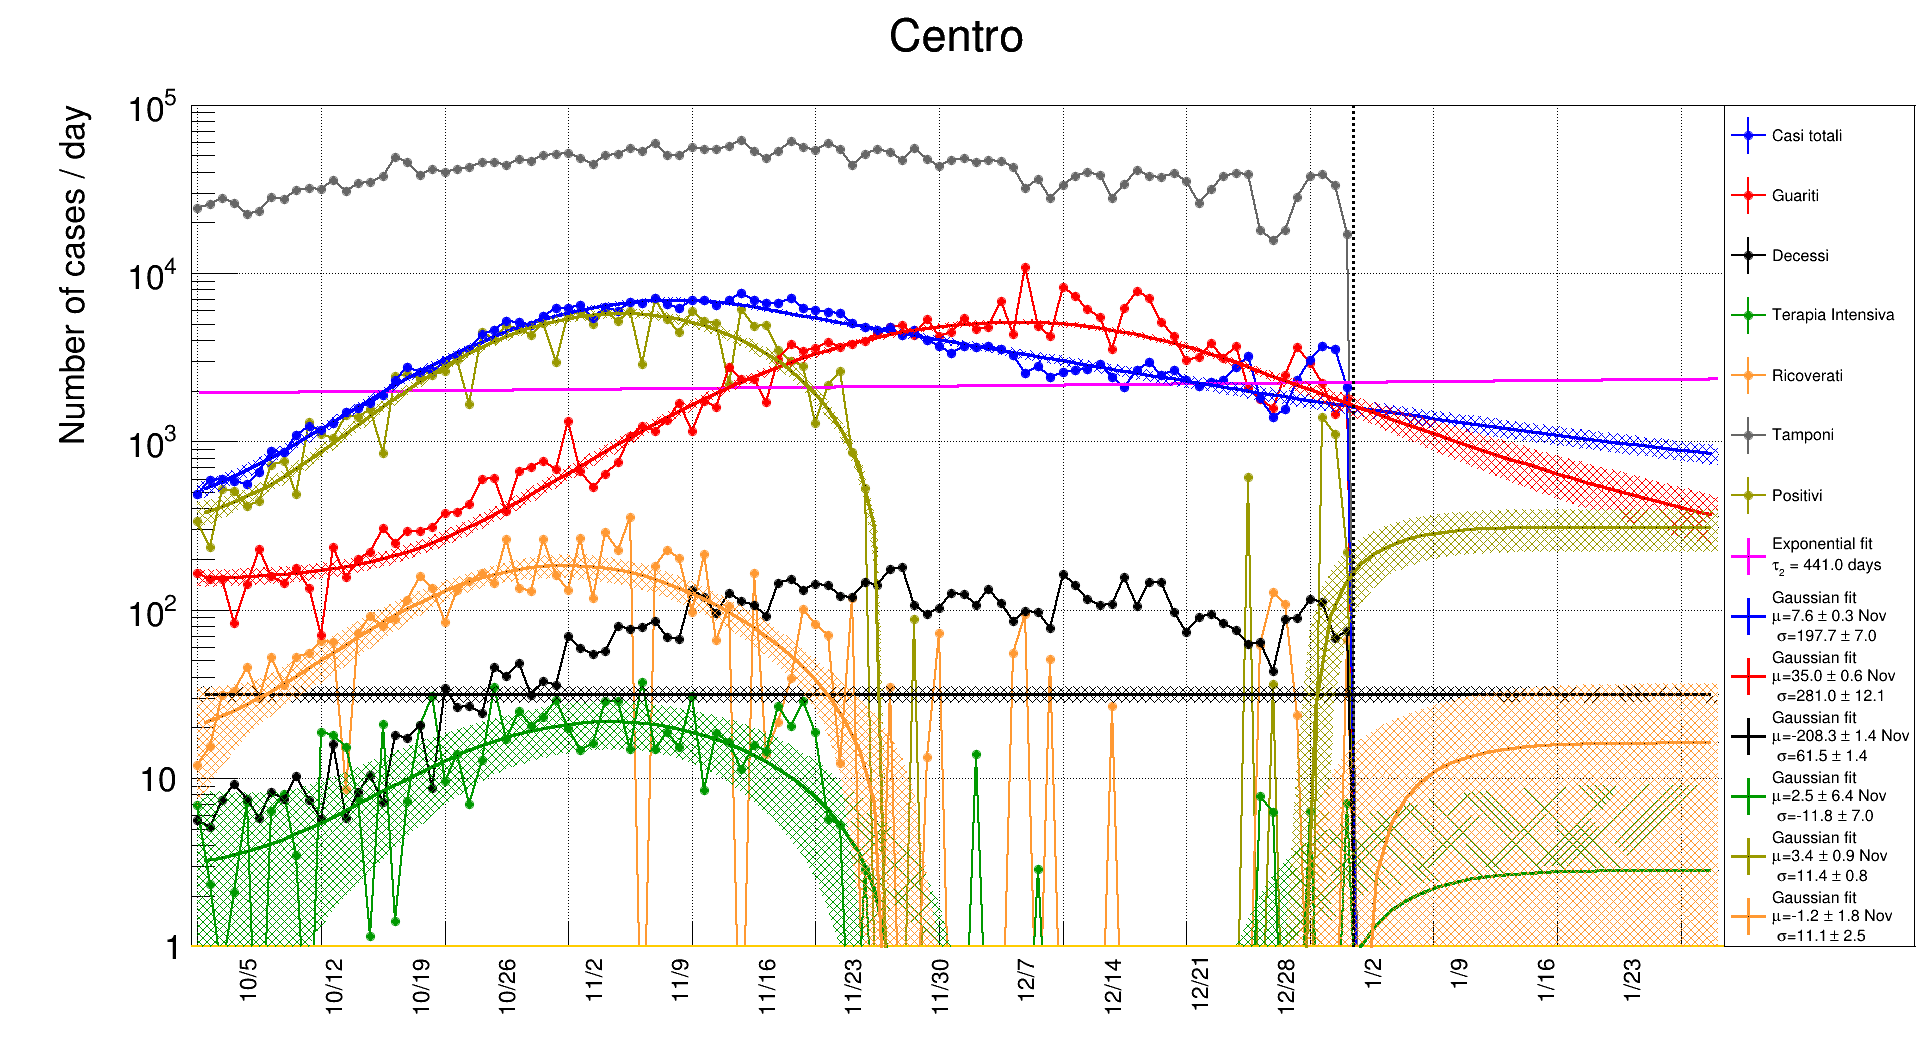 Centro
Number of cases / day
10^5
10^4
10^3
10^2
10
1
10/5
10/12
10/19
10/26
11/2
11/9
11/16
11/23
11/30
12/7
12/14
12/21
12/28
1/2
1/9
1/16
1/23
Casi totali
Guariti
Decessi
Terapia Intensiva
Ricoverati
Tamponi
Positivi
Exponential fit
τ₂ = 441.0 days
Gaussian fit
μ=7.6 ± 0.3 Nov
σ=197.7 ± 7.0
Gaussian fit
μ=35.0 ± 0.6 Nov
σ=281.0 ± 12.1
Gaussian fit
μ=-208.3 ± 1.4 Nov
σ=61.5 ± 1.4
Gaussian fit
μ=2.5 ± 6.4 Nov
σ=-11.8 ± 7.0
Gaussian fit
μ=3.4 ± 0.9 Nov
σ=11.4 ± 0.8
Gaussian fit
μ=-1.2 ± 1.8 Nov
σ=11.1 ± 2.5